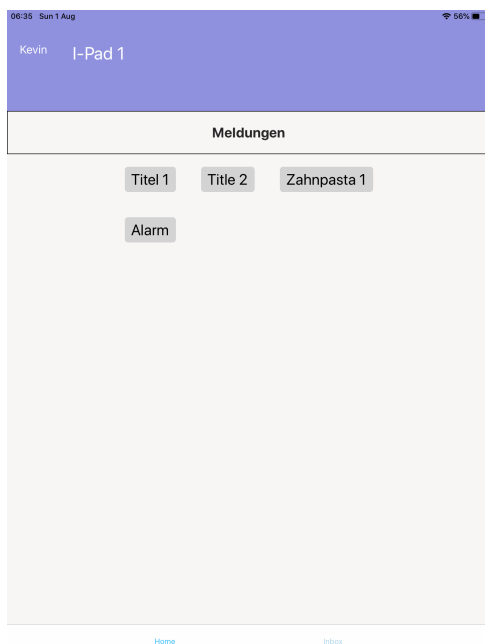 06:35 Sun 1 Aug 56%
Kevin I-Pad 1
Meldungen
Titel 1 Title 2 Zahnpasta 1
Alarm
Home Inbox